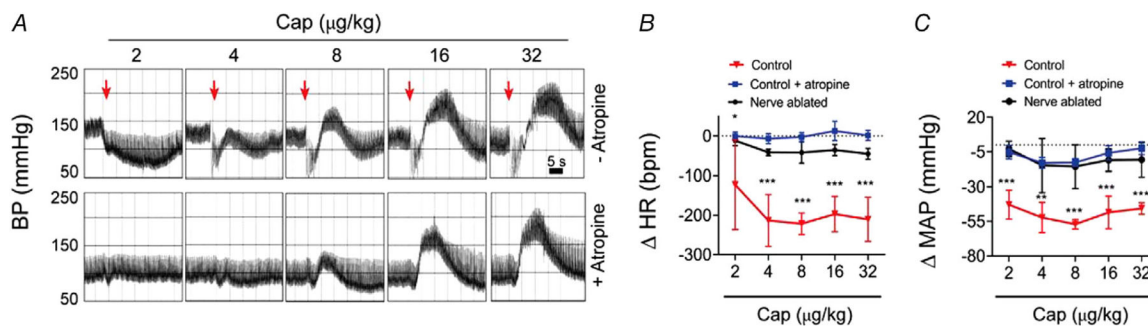 A
Cap (μg/kg)
2 4 8 16 32
BP (mmHg)
250
150
50
- Atropine
5 s
250
150
50
+ Atropine
B
Control
Control + atropine
Nerve ablated
Δ HR (bpm)
0
-100
-200
-300
*
*** *** *** ***
2 4 8 16 32
Cap (μg/kg)
C
Control
Control + atropine
Nerve ablated
Δ MAP (mmHg)
20
-5
-30
-55
-80
*** ** *** *** ***
2 4 8 16 32
Cap (μg/kg)